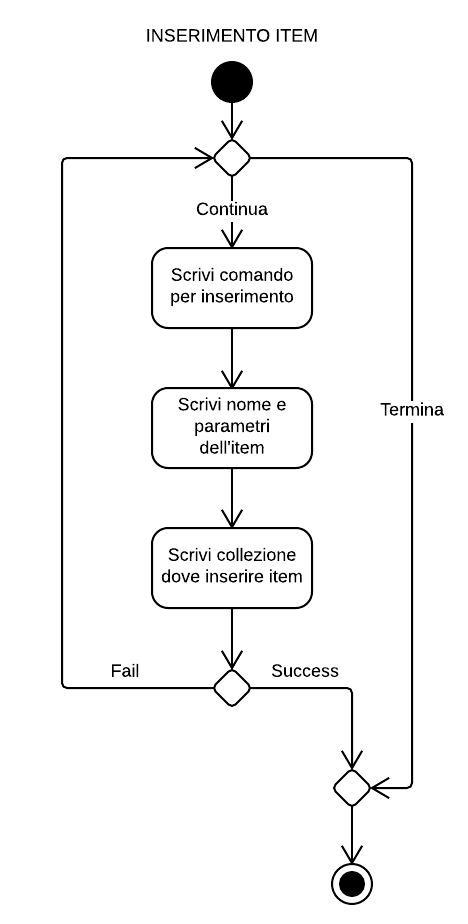 INSERIMENTO ITEM
Continua
Scrivi comando
per inserimento
Scrivi nome e
parametri
dell'item
Termina
Scrivi collezione
dove inserire item
Fail
Success